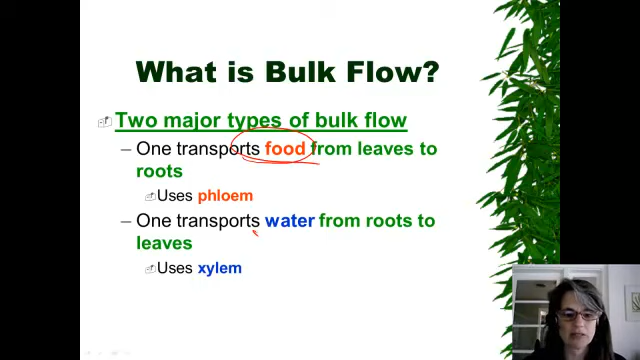 What is Bulk Flow?
Two major types of bulk flow
– One transports food from leaves to
roots
Uses phloem
– One transports water from roots to
leaves
Uses xylem